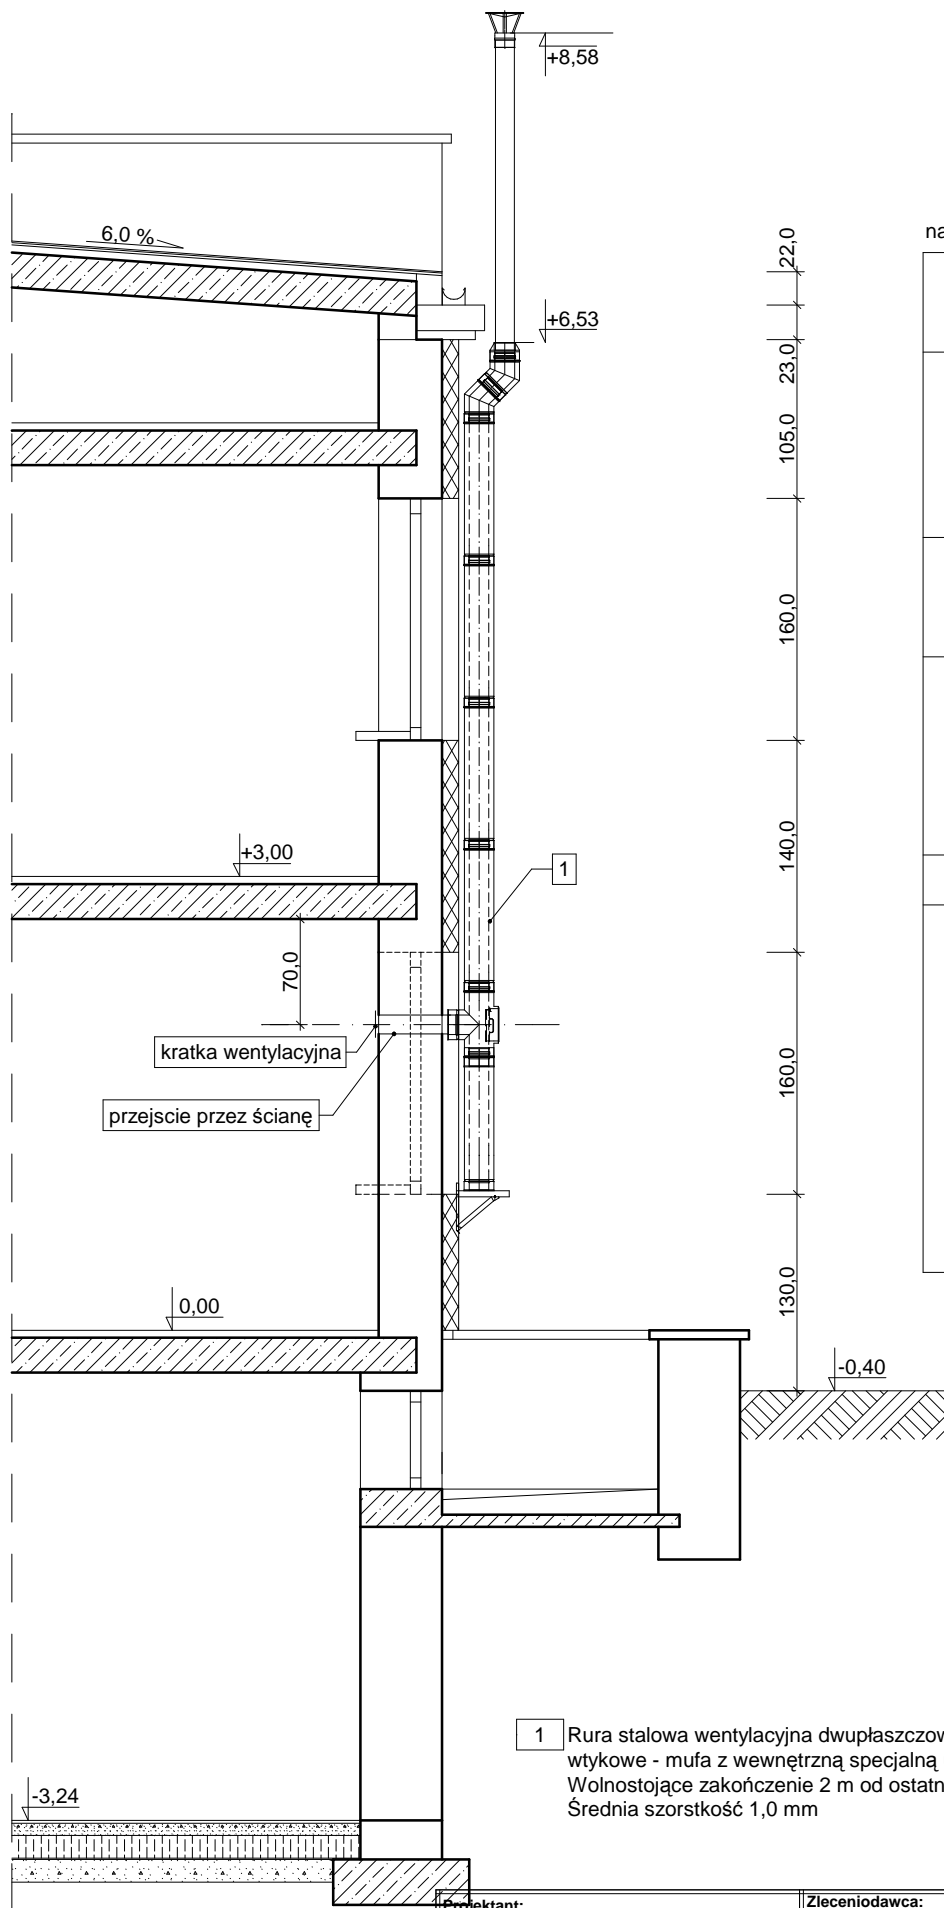 +8,58
6,0 %
22,0
na
+6,53
23,0
105,0
160,0
+3,00
140,0
1
70,0
kratka wentylacyjna
160,0
przejscie przez ścianę
0,00
130,0
-0,40
1 Rura stalowa wentylacyjna dwupłaszczow
wtykowe - mufa z wewnętrzną specjalną
Wolnostojące zakończenie 2 m od ostatn
Średnia szorstkość 1,0 mm
-3,24
Projektant: Zleceniodawca: